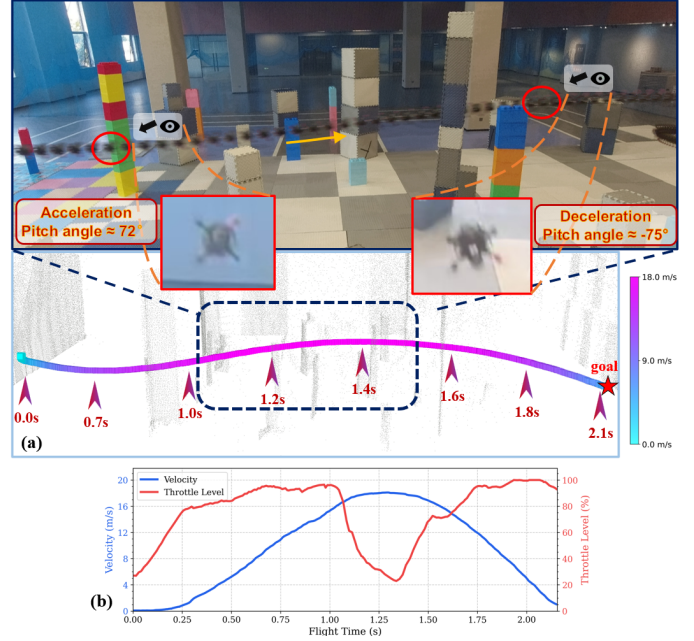 Acceleration
Pitch angle ≈ 72°
Deceleration
Pitch angle ≈ -75°
18.0 m/s
9.0 m/s
0.0 m/s
goal
0.0s
0.7s
1.0s
1.2s
1.4s
1.6s
1.8s
2.1s
(a)
Velocity
Throttle Level
Velocity (m/s)
20
16
12
8
4
0
Throttle Level (%)
100
80
60
40
20
0
0.00 0.25 0.50 0.75 1.00 1.25 1.50 1.75 2.00
Flight Time (s)
(b)